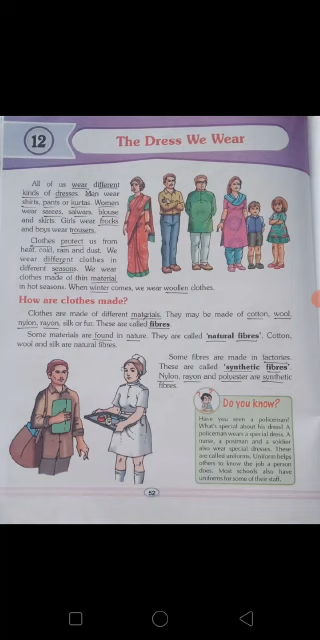 12
The Dress We Wear
All of us wear different
kinds of dresses. Men wear
shirts, pants or kurtas. Women
wear sarees, salwars, blouse
and skirts. Girls wear frocks
and boys wear trousers.
Clothes protect us from
heat, cold, rain and dust. We
wear different clothes in
different seasons. We wear
clothes made of thin material
in hot seasons. When winter comes, we wear woollen clothes.
How are clothes made?
Clothes are made of different materials. They may be made of cotton, wool,
nylon, rayon, silk or fur. These are called fibres
Some materials are found in nature. They are called 'natural fibres'. Cotton,
wool and silk are natural fibres.
Some fibres are made in factories.
These are called 'synthetic fibres'.
Nylon, rayon and polyester are synthetic
fibres.
Do you know?
Have you seen a policeman?
What's special about his dress? A
policeman wears a special dress. A
nurse, a postman and a soldier
also wear special dresses. These
are called uniforms. Uniform helps
others to know the job a person
does. Most schools also have
uniforms for some of their staff.
52